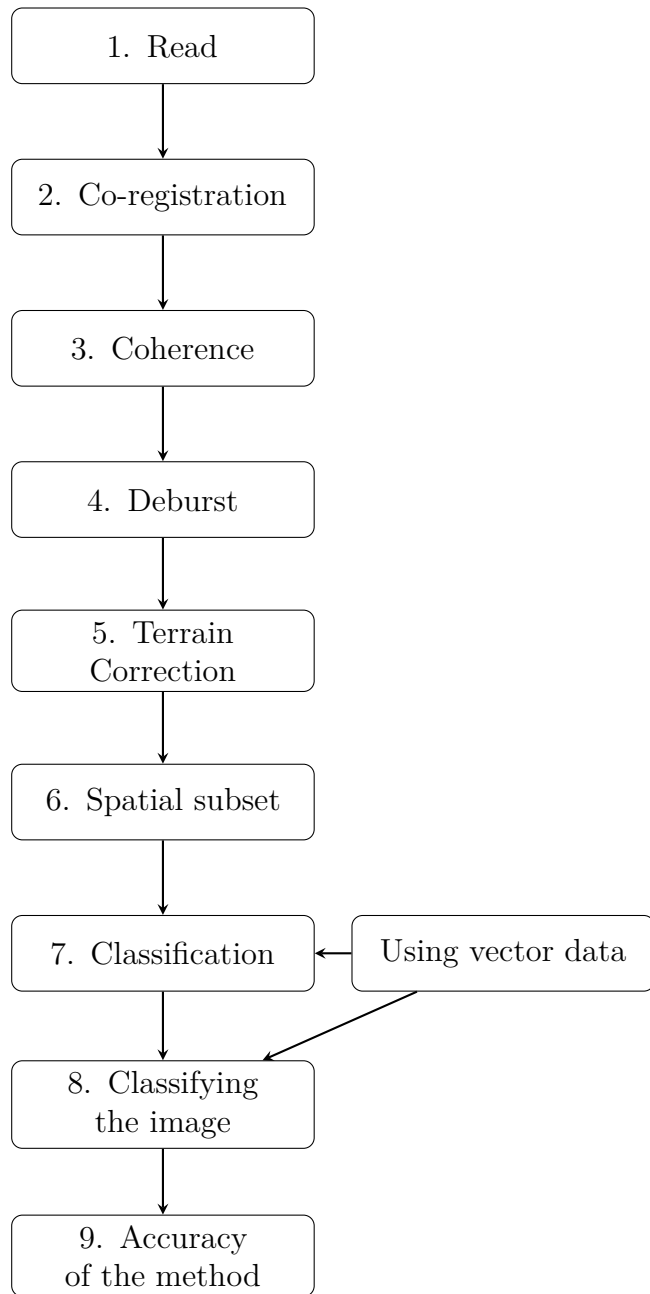 1. Read
2. Co-registration
3. Coherence
4. Deburst
5. Terrain
Correction
6. Spatial subset
7. Classification
Using vector data
8. Classifying
the image
9. Accuracy
of the method